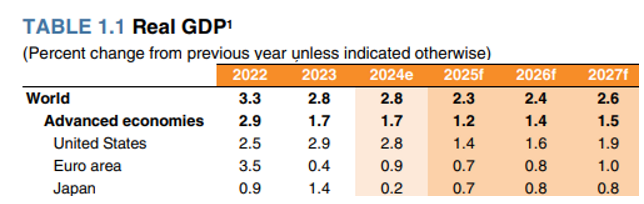 TABLE 1.1 Real GDP¹
(Percent change from previous year unless indicated otherwise)
2022 2023 2024e 2025f 2026f 2027f
World 3.3 2.8 2.8 2.3 2.4 2.6
Advanced economies 2.9 1.7 1.7 1.2 1.4 1.5
United States 2.5 2.9 2.8 1.4 1.6 1.9
Euro area 3.5 0.4 0.9 0.7 0.8 1.0
Japan 0.9 1.4 0.2 0.7 0.8 0.8